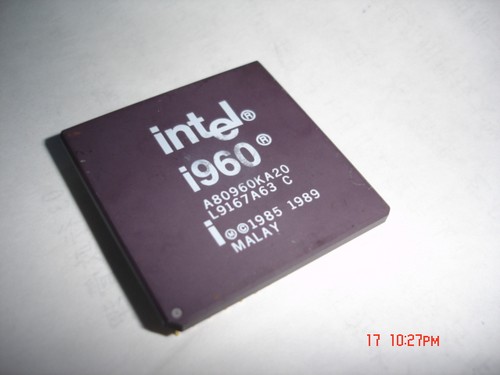 intel®
i960®
A80960KA20
L9167A63 C
i Ⓜ©1985 1989
MALAY
17 10:27PM